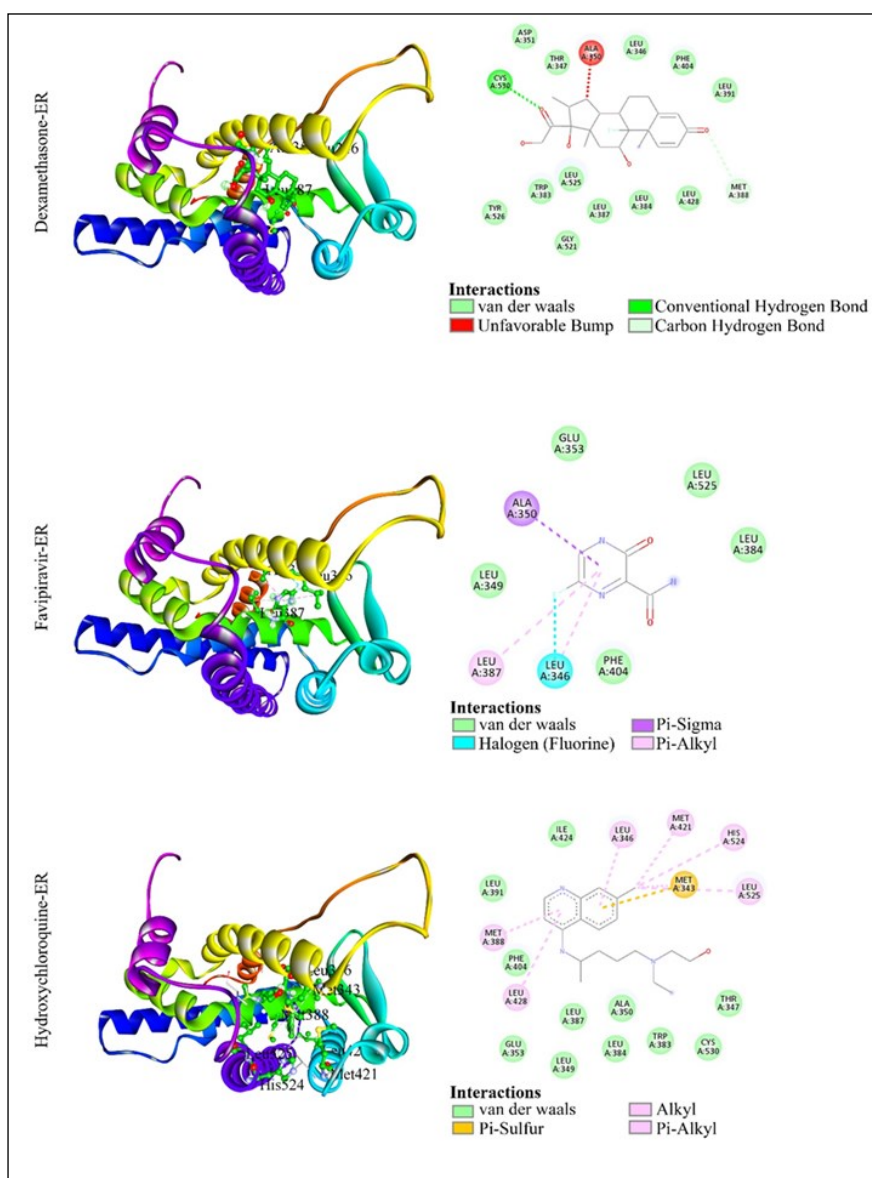 Dexamethasone-ER
ASP
A:351
THR
A:347
ALA
A:350
LEU
A:346
PHE
A:404
LEU
A:391
CYS
A:530
LEU
A:525
TRP
A:383
TYR
A:526
LEU
A:387
LEU
A:384
LEU
A:428
MET
A:388
GLY
A:521
Interactions
van der waals
Conventional Hydrogen Bond
Unfavorable Bump
Carbon Hydrogen Bond
Favipiravir-ER
Leu387
GLU
A:353
LEU
A:525
ALA
A:350
LEU
A:384
LEU
A:349
LEU
A:387
LEU
A:346
PHE
A:404
Interactions
van der waals
Pi-Sigma
Halogen (Fluorine)
Pi-Alkyl
Hydroxychloroquine-ER
Met388
His524
Met421
ILE
A:424
LEU
A:346
MET
A:421
HIS
A:524
LEU
A:391
MET
A:343
LEU
A:525
MET
A:388
PHE
A:404
LEU
A:428
LEU
A:387
ALA
A:350
THR
A:347
GLU
A:353
LEU
A:349
LEU
A:384
TRP
A:383
CYS
A:530
Interactions
van der waals
Alkyl
Pi-Sulfur
Pi-Alkyl